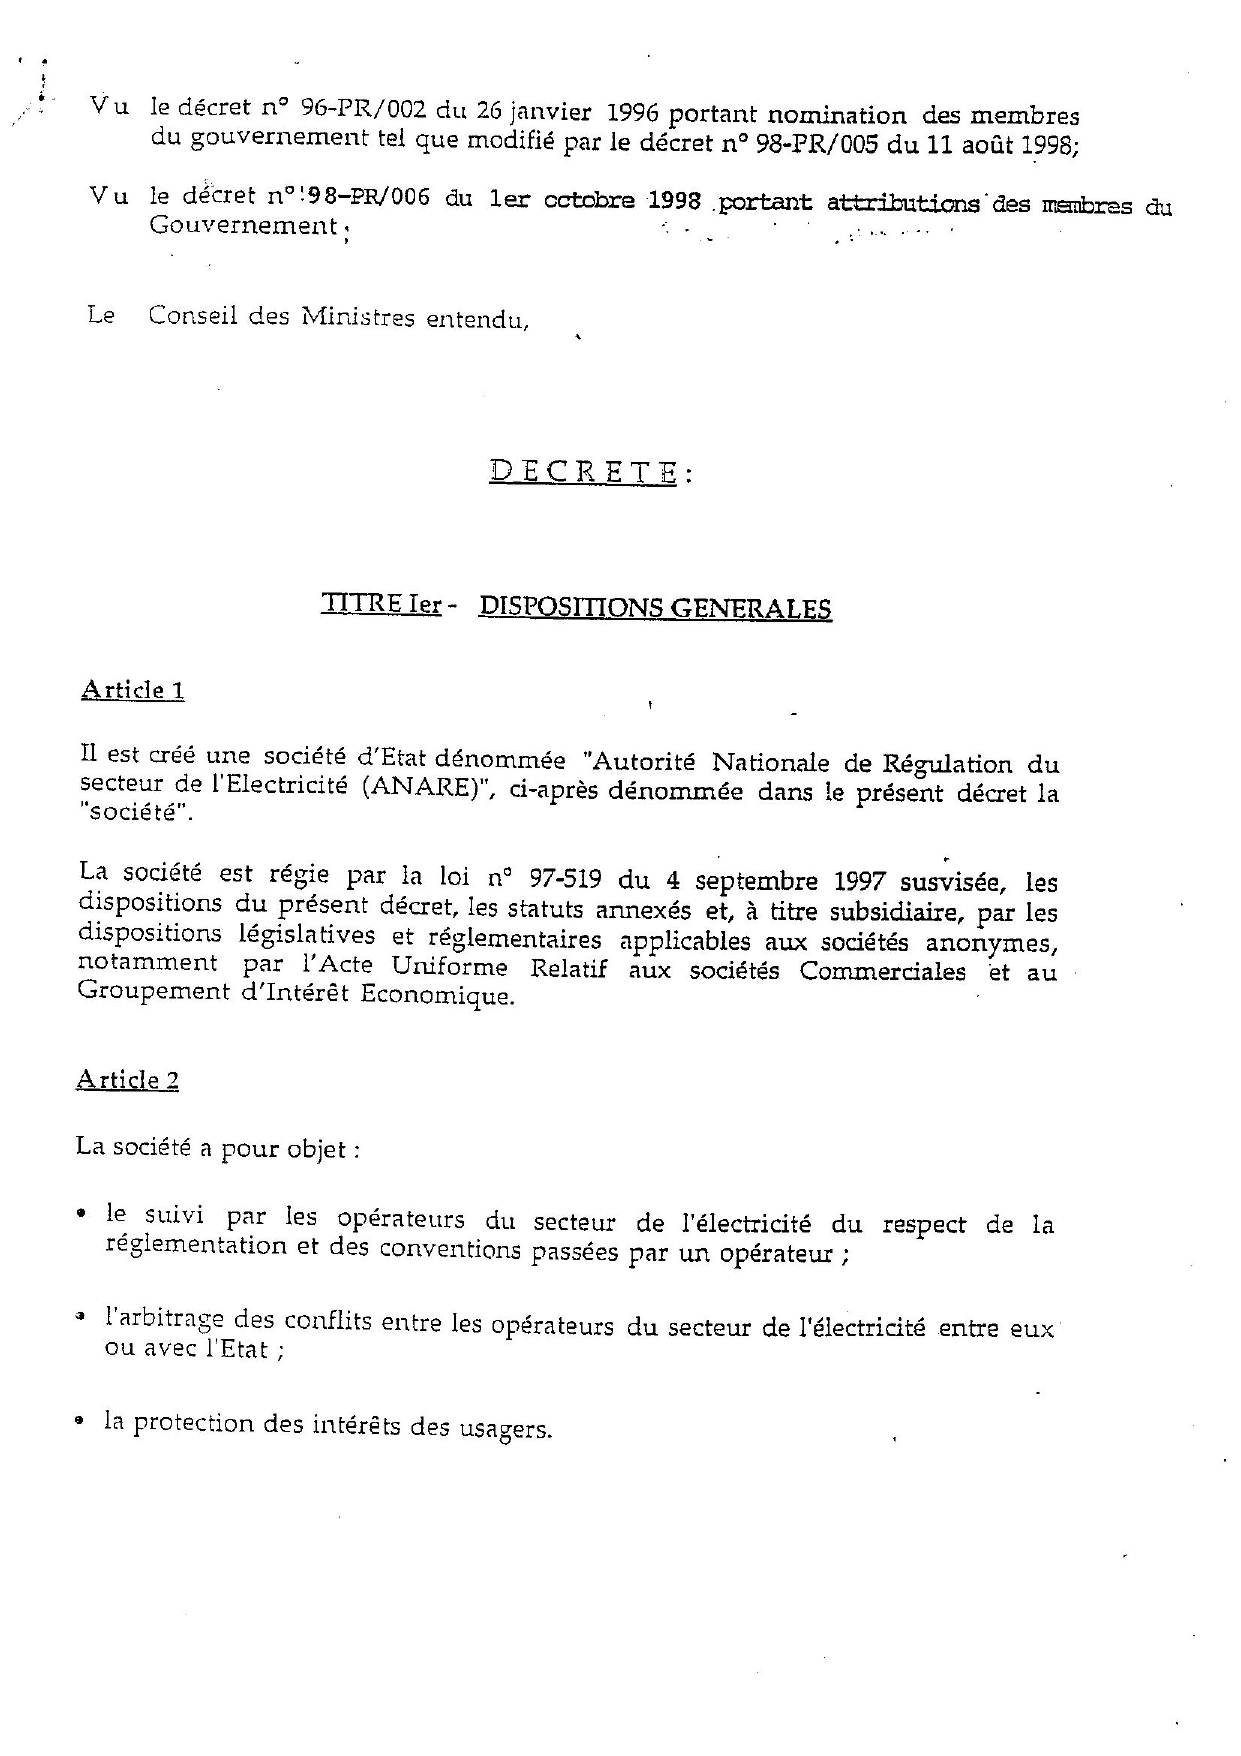 Vu le décret n° 96-PR/002 du 26 janvier 1996 portant nomination des membres
du gouvernement tel que modifié par le décret n° 98-PR/005 du 11 août 1998;
Vu le décret n° 98-PR/006 du 1er octobre 1998 portant attributions des membres du
Gouvernement;
Le Conseil des Ministres entendu,
DECRETE:
TITRE Ier - DISPOSITIONS GENERALES
Article 1
Il est créé une société d'Etat dénommée "Autorité Nationale de Régulation du
secteur de l'Electricité (ANARE)", ci-après dénommée dans le présent décret la
"société".
La société est régie par la loi n° 97-519 du 4 septembre 1997 susvisée, les
dispositions du présent décret, les statuts annexés et, à titre subsidiaire, par les
dispositions législatives et réglementaires applicables aux sociétés anonymes,
notamment par l'Acte Uniforme Relatif aux sociétés Commerciales et au
Groupement d'Intérêt Economique.
Article 2
La société a pour objet :
• le suivi par les opérateurs du secteur de l'électricité du respect de la
réglementation et des conventions passées par un opérateur ;
• l'arbitrage des conflits entre les opérateurs du secteur de l'électricité entre eux
ou avec l'Etat ;
• la protection des intérêts des usagers.